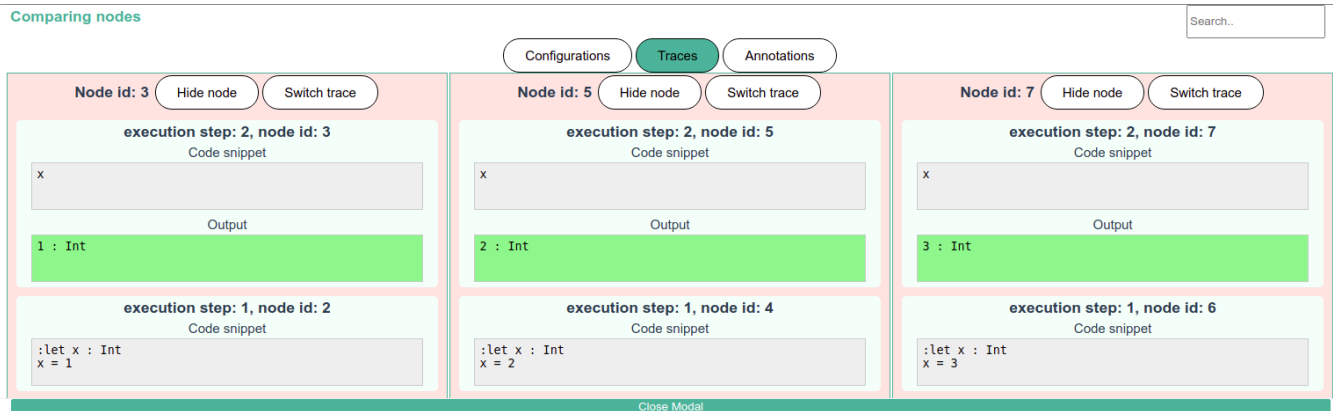 Comparing nodes
Search..
Configurations
Traces
Annotations
Node id: 3
Hide node
Switch trace
execution step: 2, node id: 3
Code snippet
x
Output
1 : Int
execution step: 1, node id: 2
Code snippet
:let x : Int
x = 1
Node id: 5
Hide node
Switch trace
execution step: 2, node id: 5
Code snippet
x
Output
2 : Int
execution step: 1, node id: 4
Code snippet
:let x : Int
x = 2
Node id: 7
Hide node
Switch trace
execution step: 2, node id: 7
Code snippet
x
Output
3 : Int
execution step: 1, node id: 6
Code snippet
:let x : Int
x = 3
Close Modal